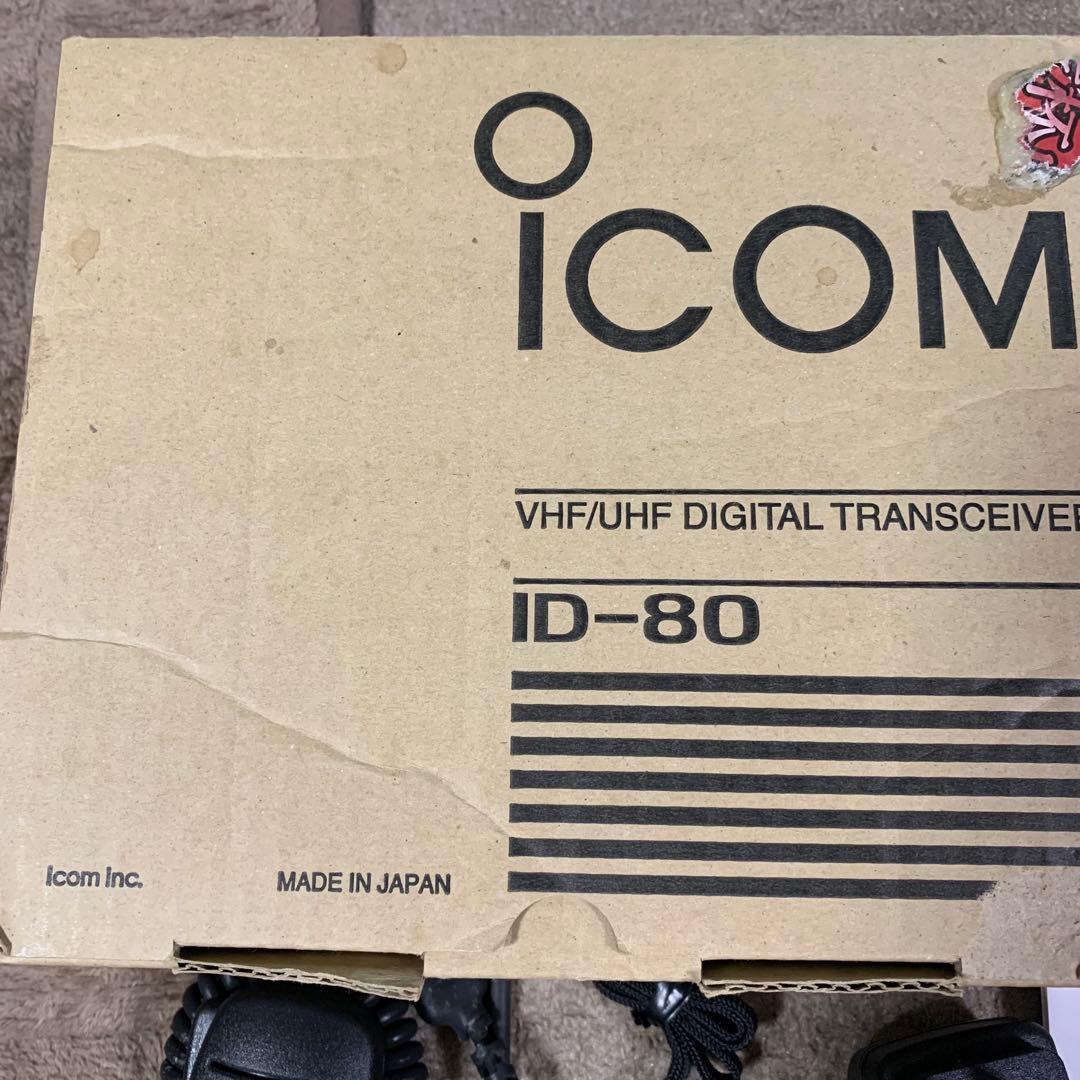 ICOM
VHF/UHF DIGITAL TRANSCEIVER
ID-80
Icom Inc.
MADE IN JAPAN